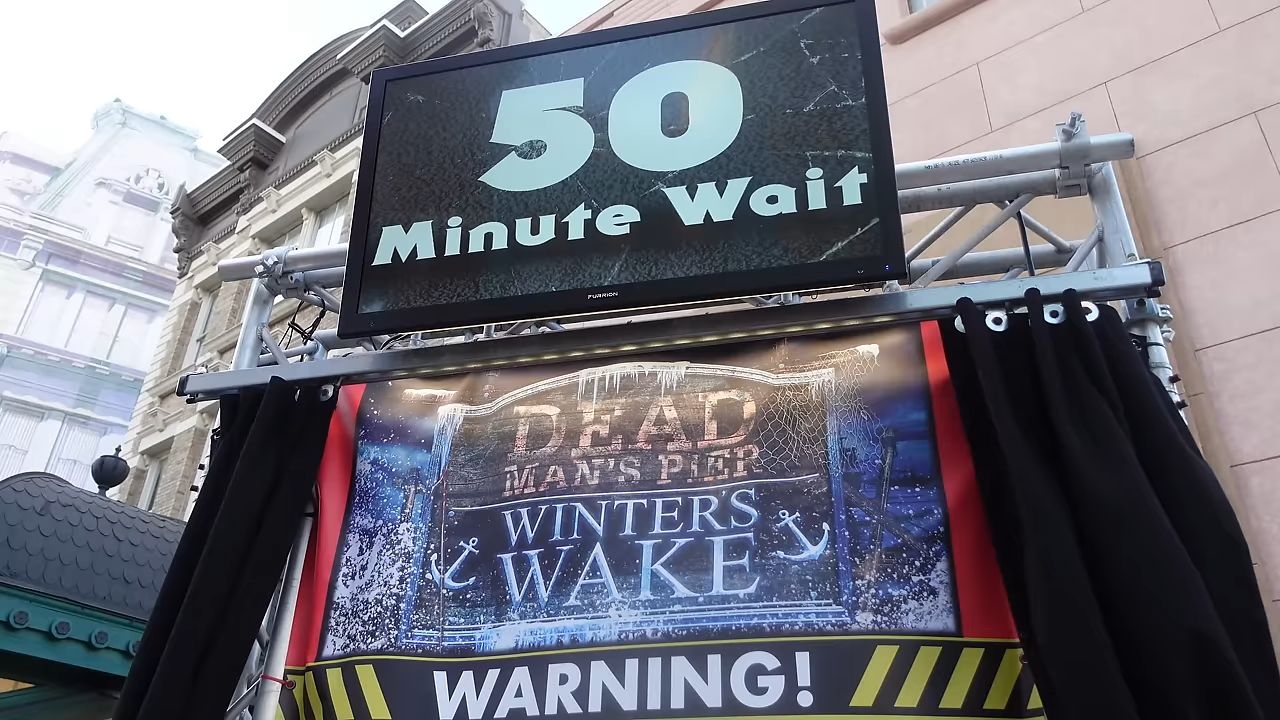 50
Minute Wait
FURRION
DEAD
MAN'S PIER
WINTER'S
WAKE
WARNING!